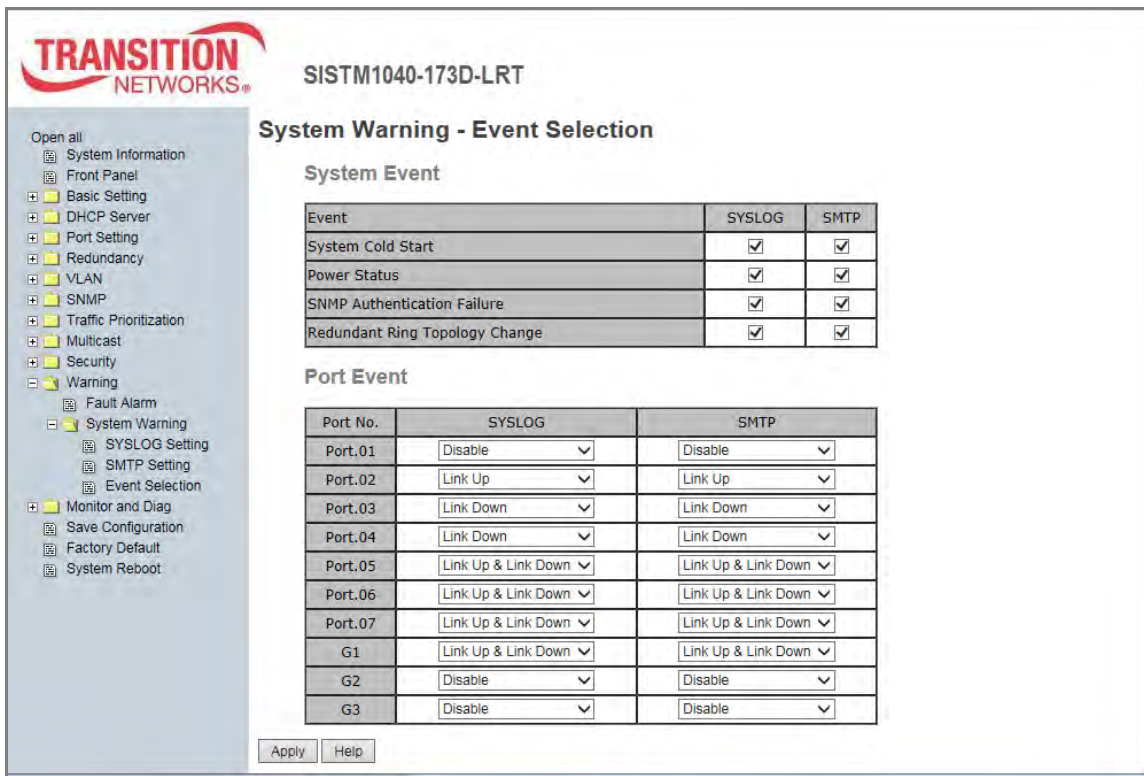 TRANSITION
NETWORKS®
SISTM1040-173D-LRT
Open all
System Information
Front Panel
Basic Setting
DHCP Server
Port Setting
Redundancy
VLAN
SNMP
Traffic Prioritization
Multicast
Security
Warning
Fault Alarm
System Warning
SYSLOG Setting
SMTP Setting
Event Selection
Monitor and Diag
Save Configuration
Factory Default
System Reboot
System Warning - Event Selection
System Event
Event SYSLOG SMTP
System Cold Start
Power Status
SNMP Authentication Failure
Redundant Ring Topology Change
Port Event
Port No. SYSLOG SMTP
Port.01 Disable Disable
Port.02 Link Up Link Up
Port.03 Link Down Link Down
Port.04 Link Down Link Down
Port.05 Link Up & Link Down Link Up & Link Down
Port.06 Link Up & Link Down Link Up & Link Down
Port.07 Link Up & Link Down Link Up & Link Down
G1 Link Up & Link Down Link Up & Link Down
G2 Disable Disable
G3 Disable Disable
Apply Help